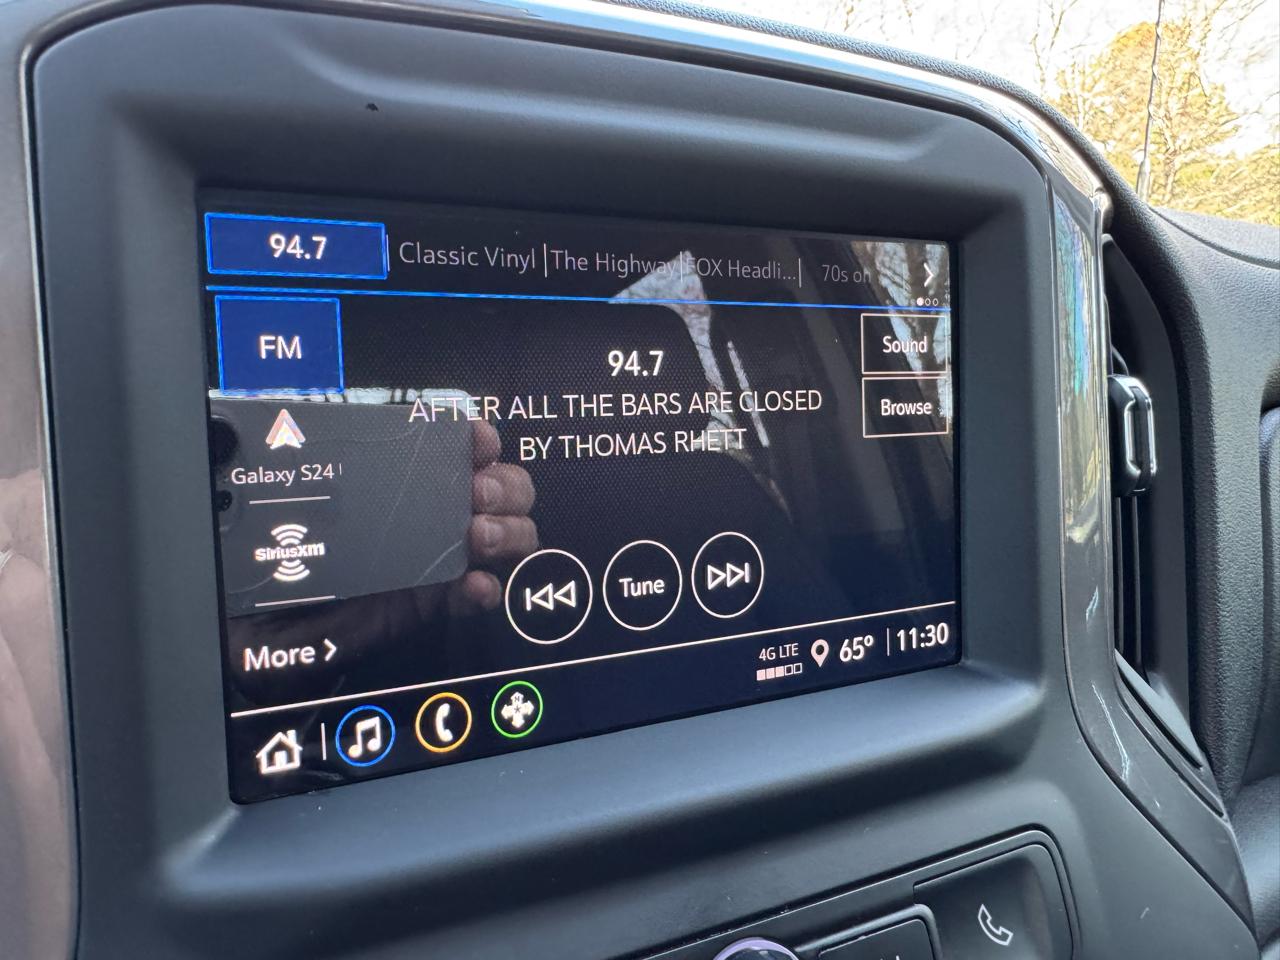 94.7
Classic Vinyl
The Highway
FOX Headli...
70s on
FM
Galaxy S24
SiriusXM
More
94.7
AFTER ALL THE BARS ARE CLOSED
BY THOMAS RHETT
Sound
Browse
Tune
4G LTE
65°
11:30